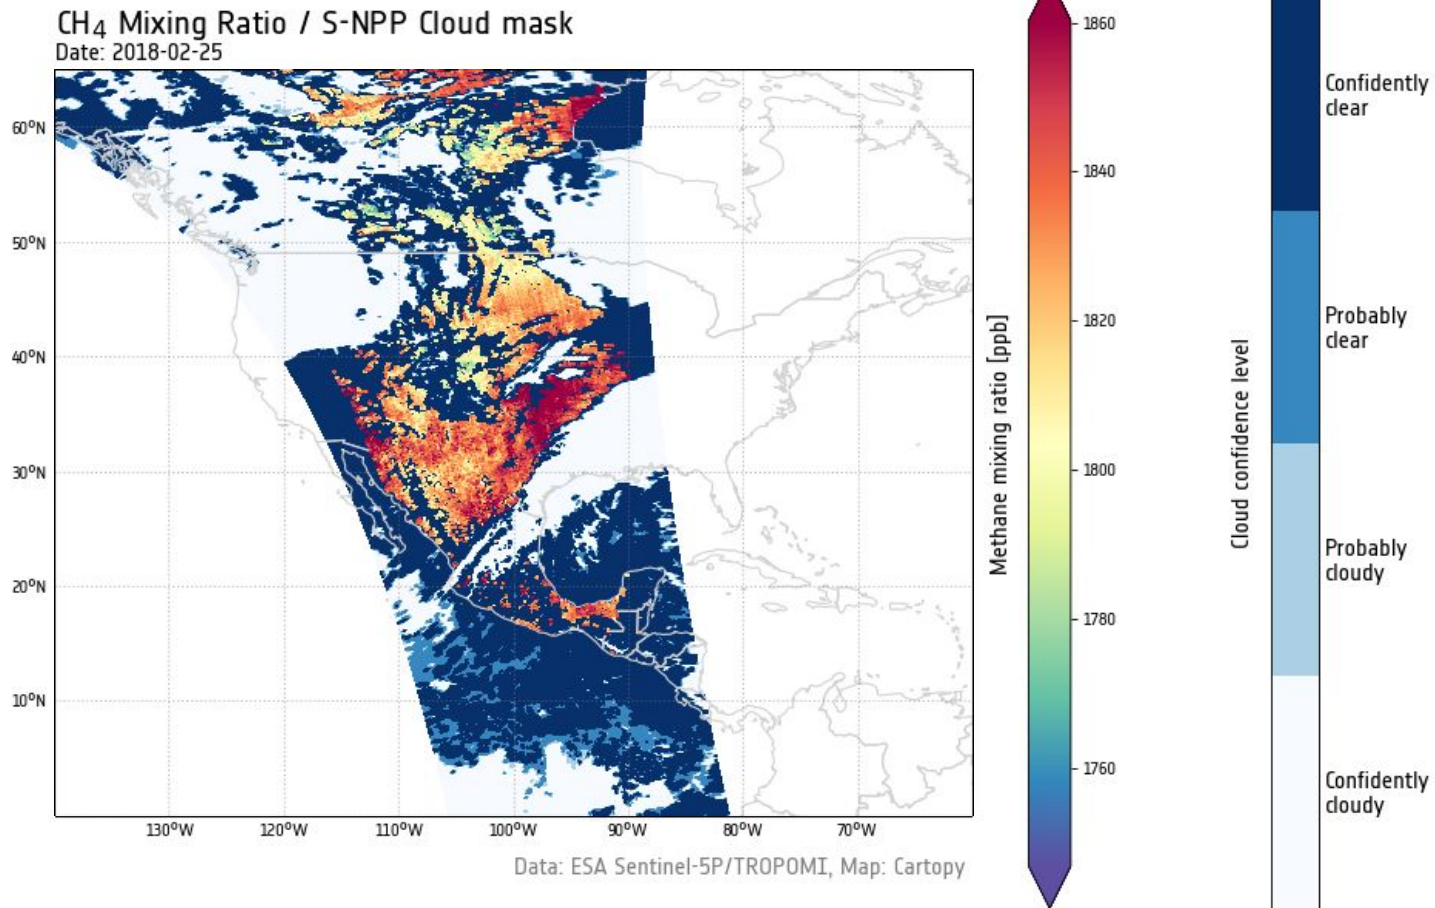 CH4 Mixing Ratio / S-NPP Cloud mask
Date: 2018-02-25
60°N
50°N
40°N
30°N
20°N
10°N
130°W
120°W
110°W
100°W
90°W
80°W
70°W
Data: ESA Sentinel-5P/TROPOMI, Map: Cartopy
Methane mixing ratio [ppb]
1860
1840
1820
1800
1780
1760
Cloud confidence level
Confidently
clear
Probably
clear
Probably
cloudy
Confidently
cloudy